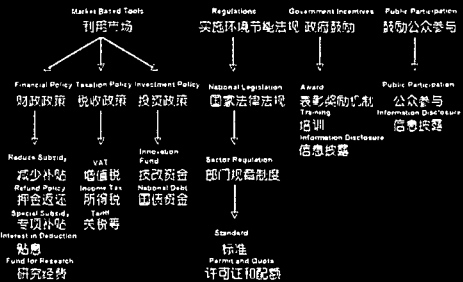 Market Based Tools
利用市场
Regulations
实施环境节能法规
Government Incentives
政府鼓励
Public Participation
鼓励公众参与
Financial Policy
财政政策
Taxation Policy
税收政策
Investment Policy
投资政策
National Legislation
国家法律法规
Award
表彰奖励机制
Training
培训
Information Disclosure
信息披露
Public Participation
公众参与
Information Disclosure
信息披露
Reduce Subsidy
减少补贴
Refund Policy
押金返还
Special Subsidy
专项补贴
Interest in Deduction
贴息
Fund for Research
研究经费
VAT
增值税
Income Tax
所得税
Tariff
关税等
Innovation
Fund
技改资金
National Debt
国债资金
Sector Regulation
部门规章制度
Standard
标准
Permit and Quota
许可证和配额